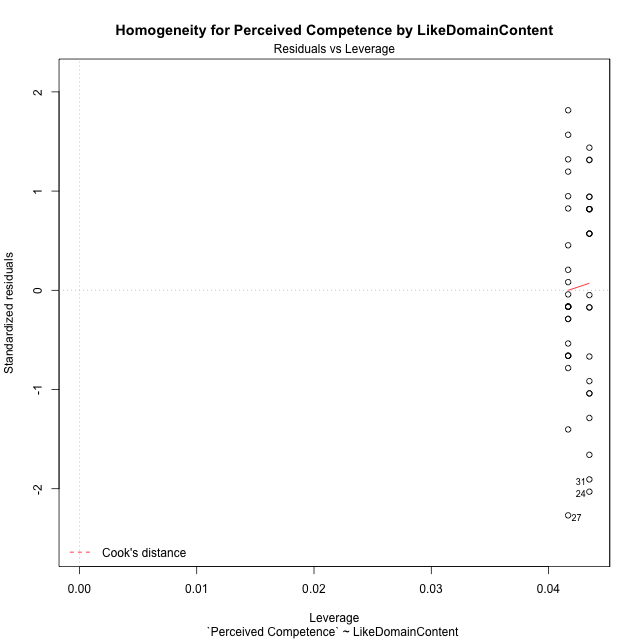 Homogeneity for Perceived Competence by LikeDomainContent
Residuals vs Leverage
Standardized residuals
2
1
0
-1
-2
31
24
27
Cook's distance
0.00 0.01 0.02 0.03 0.04
Leverage
`Perceived Competence` ~ LikeDomainContent